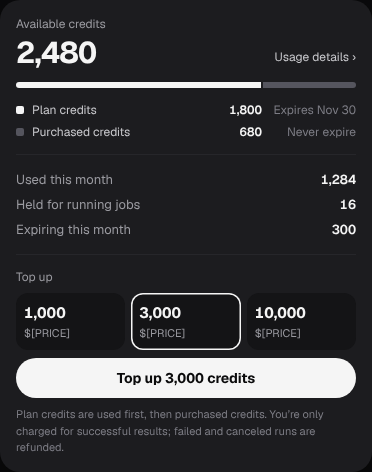 Available credits
2,480
Usage details ›
Plan credits 1,800 Expires Nov 30
Purchased credits 680 Never expire
Used this month 1,284
Held for running jobs 16
Expiring this month 300
Top up
1,000 3,000 10,000
$[PRICE] $[PRICE] $[PRICE]
Top up 3,000 credits
Plan credits are used first, then purchased credits. You're only
charged for successful results; failed and canceled runs are
refunded.